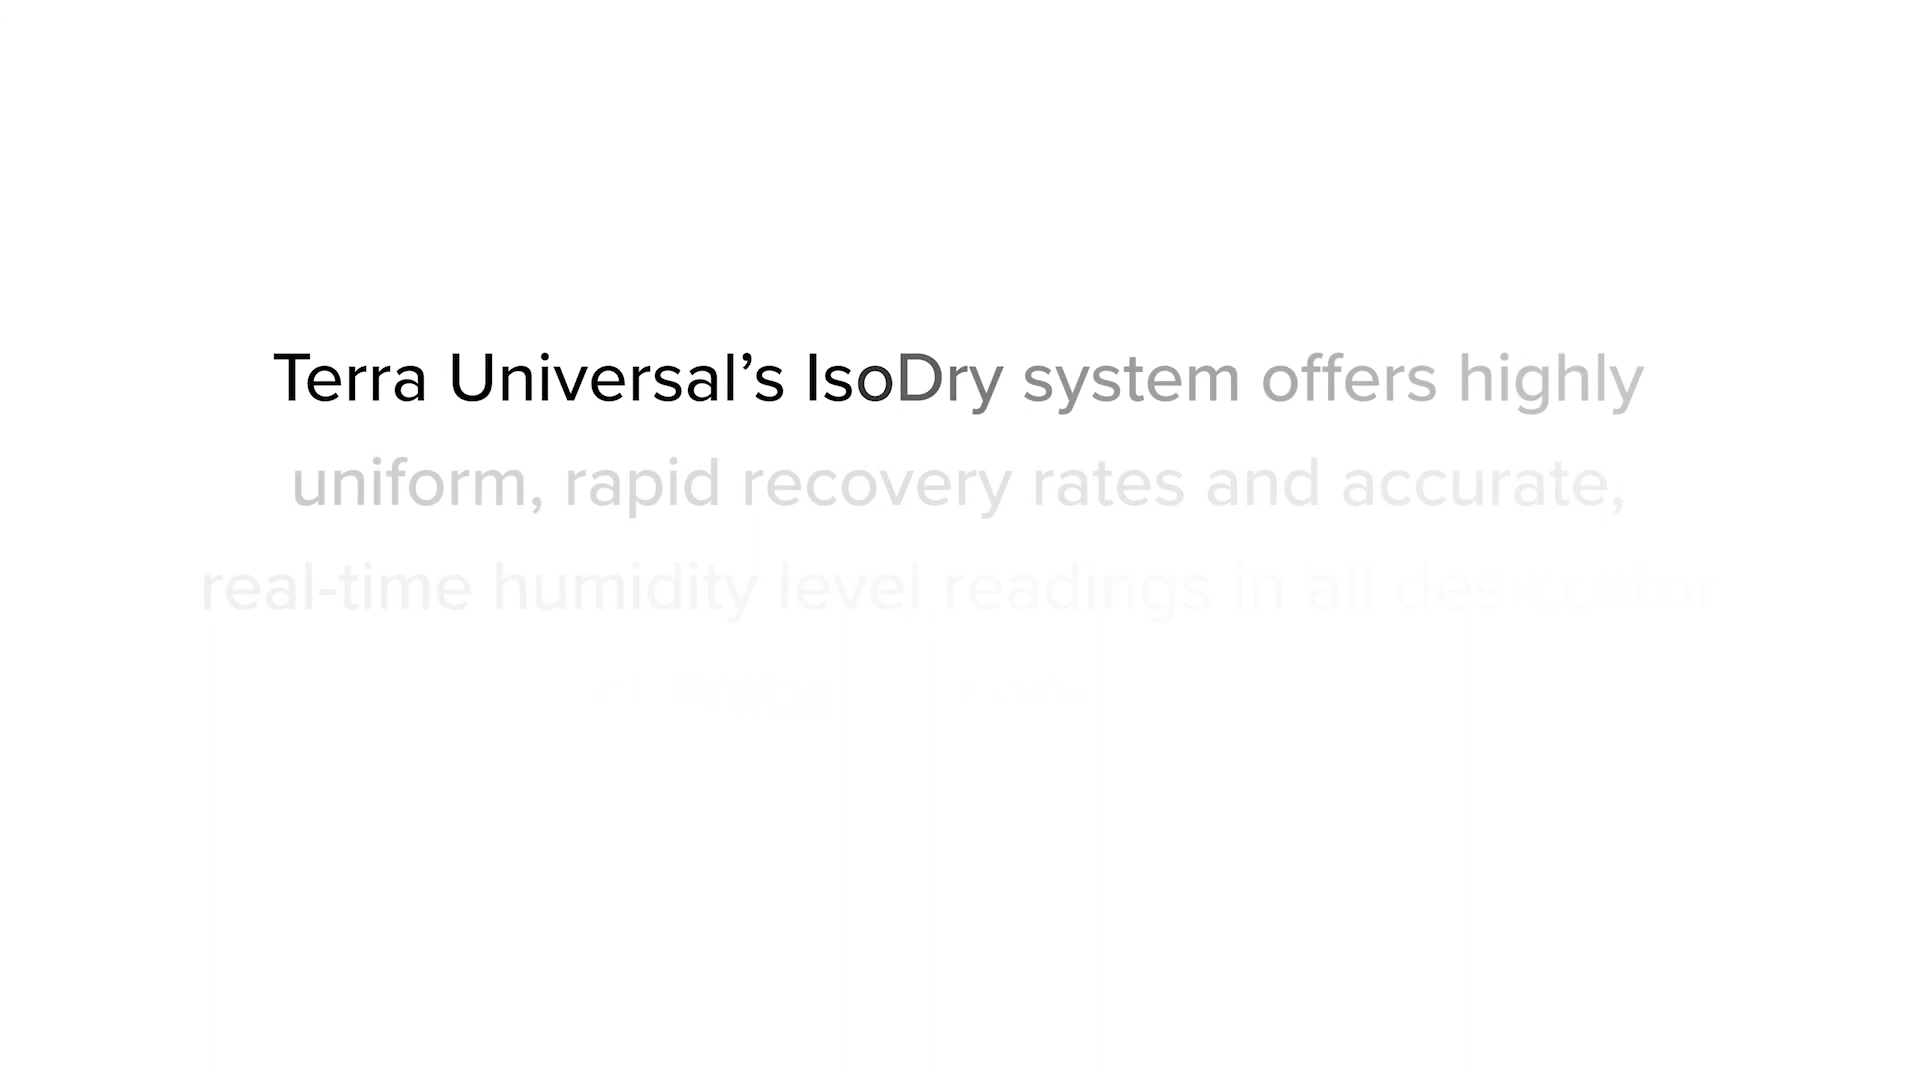 Terra Universal’s IsoDry system offers highly
uniform, rapid recovery rates and accurate,
real-time humidity level readings in all desiccator